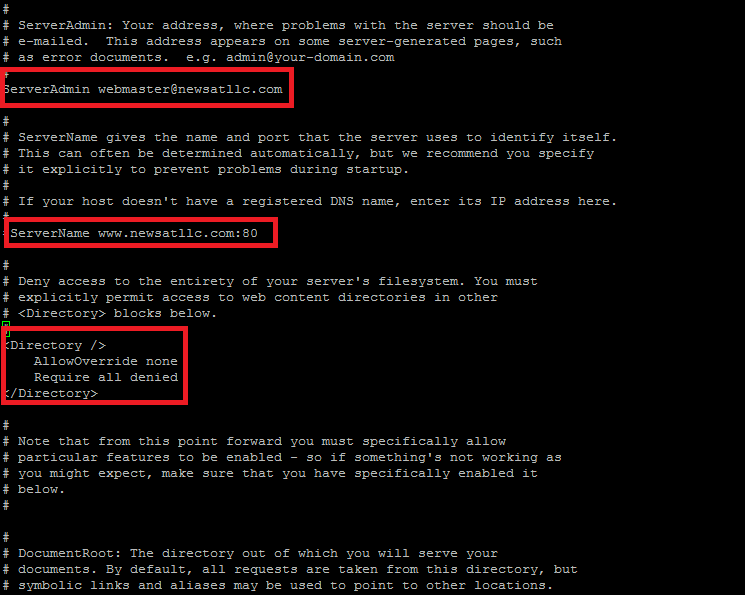 #
# ServerAdmin: Your address, where problems with the server should be
# e-mailed.  This address appears on some server-generated pages, such
# as error documents.  e.g. admin@your-domain.com
#
ServerAdmin webmaster@newsatllc.com
#
# ServerName gives the name and port that the server uses to identify itself.
# This can often be determined automatically, but we recommend you specify
# it explicitly to prevent problems during startup.
#
# If your host doesn't have a registered DNS name, enter its IP address here.
#
ServerName www.newsatllc.com:80
#
# Deny access to the entirety of your server's filesystem. You must
# explicitly permit access to web content directories in other
# <Directory> blocks below.
#
<Directory />
    AllowOverride none
    Require all denied
</Directory>
#
# Note that from this point forward you must specifically allow
# particular features to be enabled - so if something's not working as
# you might expect, make sure that you have specifically enabled it
# below.
#
#
# DocumentRoot: The directory out of which you will serve your
# documents. By default, all requests are taken from this directory, but
# symbolic links and aliases may be used to point to other locations.